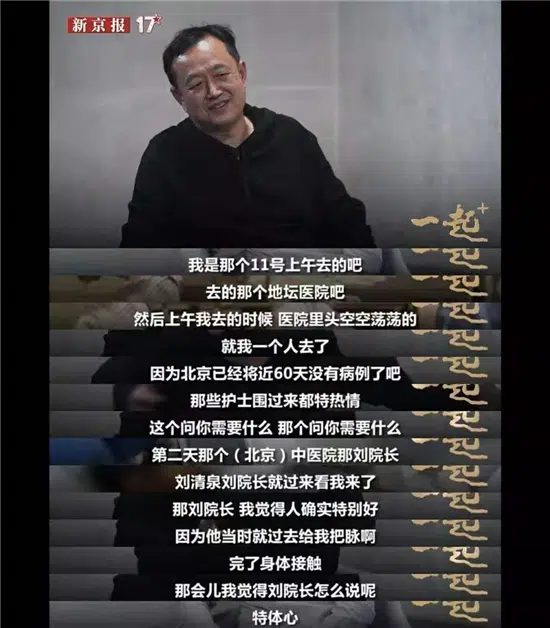 新京报 17
一起+
我是那个11号上午去的吧
去的那个地坛医院吧
然后上午我去的时候 医院里头空空荡荡的
就我一个人去了
因为北京已经将近60天没有病例了吧
那些护士围过来都特热情
这个问你需要什么 那个问你需要什么
第二天那个（北京）中医院那刘院长
刘清泉刘院长就过来看我来了
那刘院长 我觉得人确实特别好
因为他当时就过去给我把脉啊
完了身体接触
那会儿我觉得刘院长怎么说呢
特体心